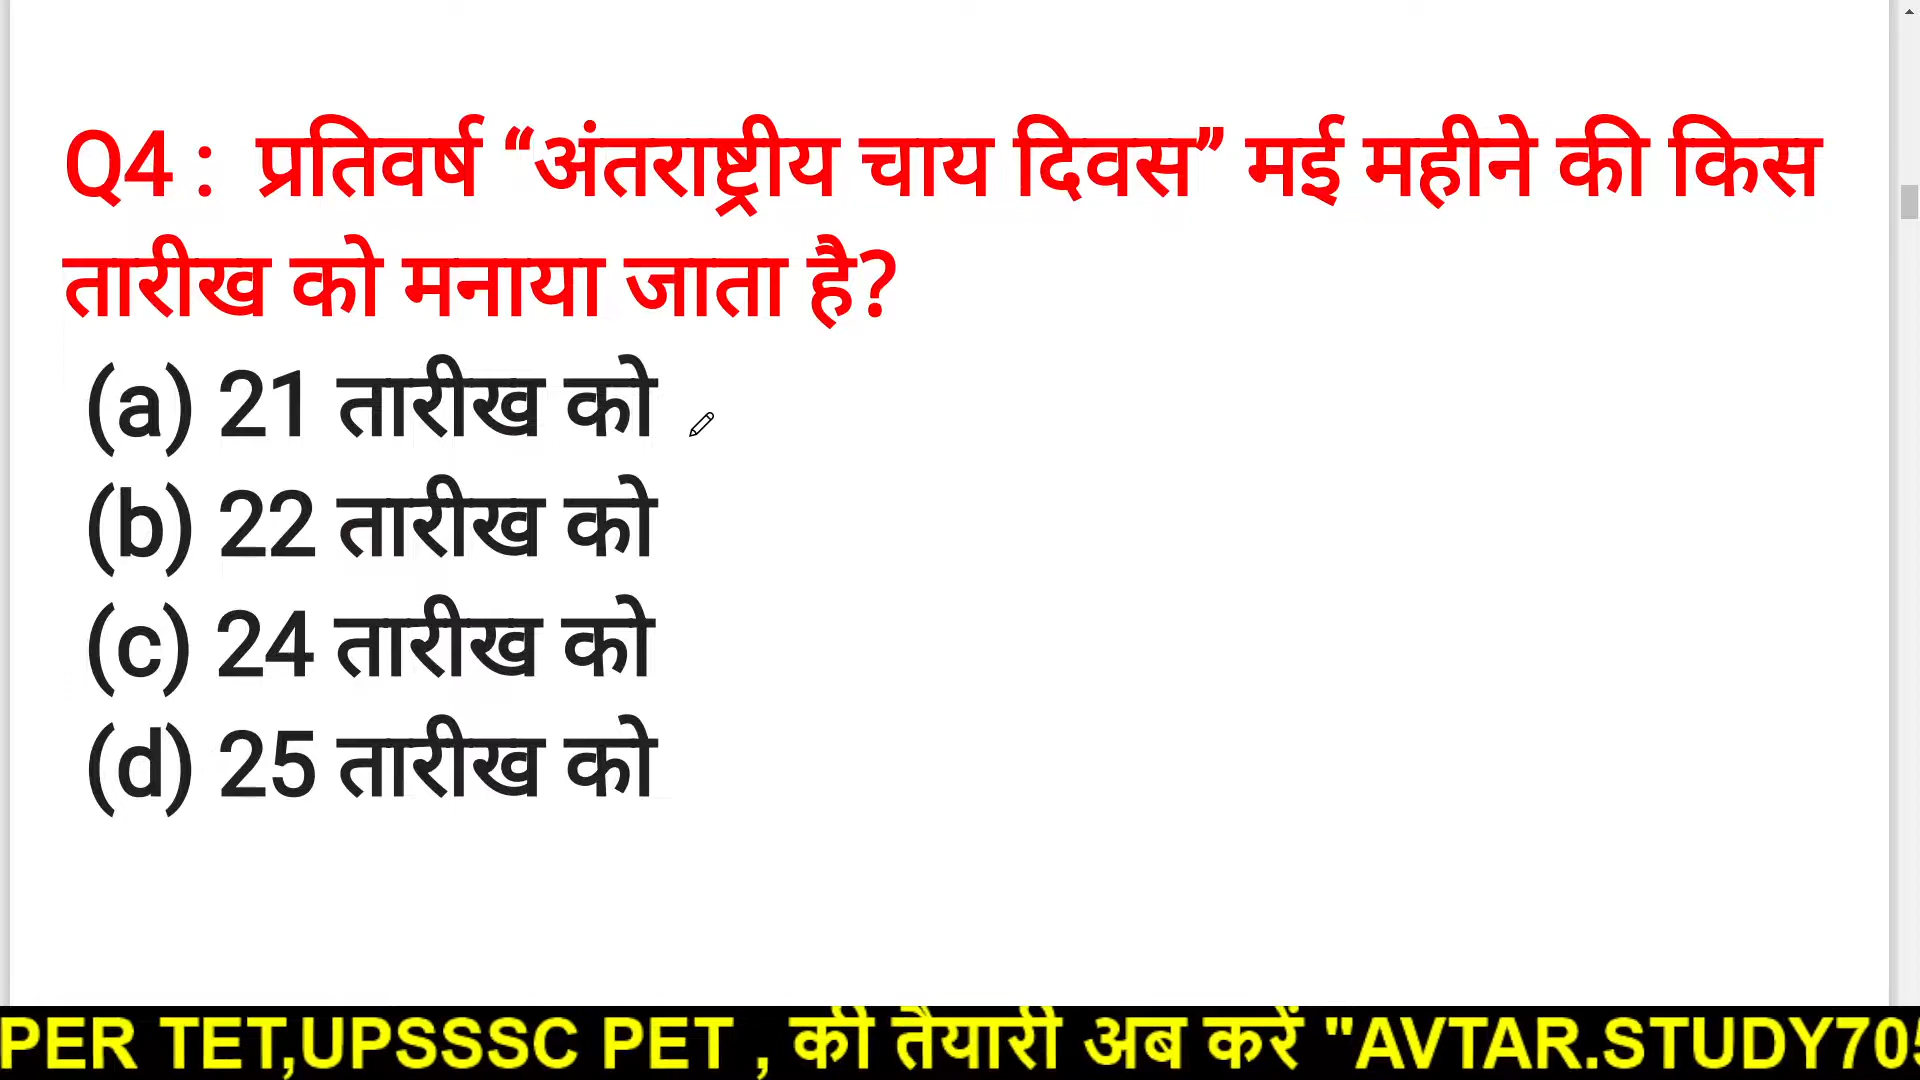 Q4 : प्रतिवर्ष “अंतराष्ट्रीय चाय दिवस” मई महीने की किस
तारीख को मनाया जाता है?
(a) 21 तारीख को
(b) 22 तारीख को
(c) 24 तारीख को
(d) 25 तारीख को
PER TET,UPSSSC PET , की तैयारी अब करें "AVTAR.STUDY705